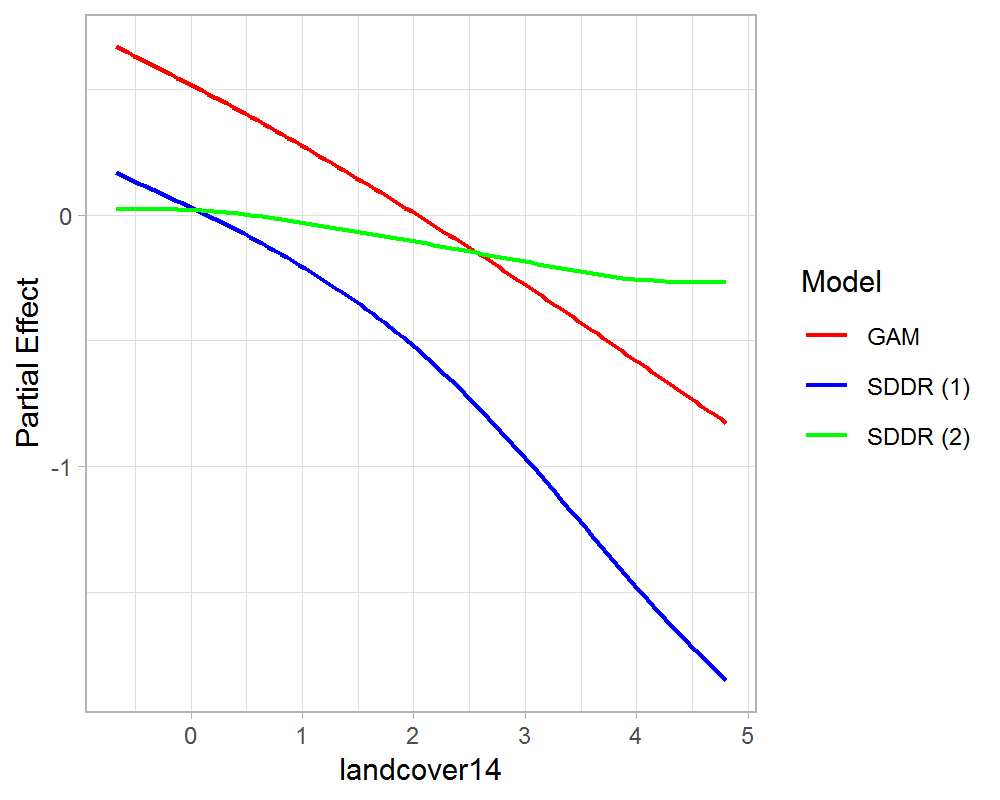 0
-1
Partial Effect
0 1 2 3 4 5
landcover14
Model
GAM
SDDR (1)
SDDR (2)